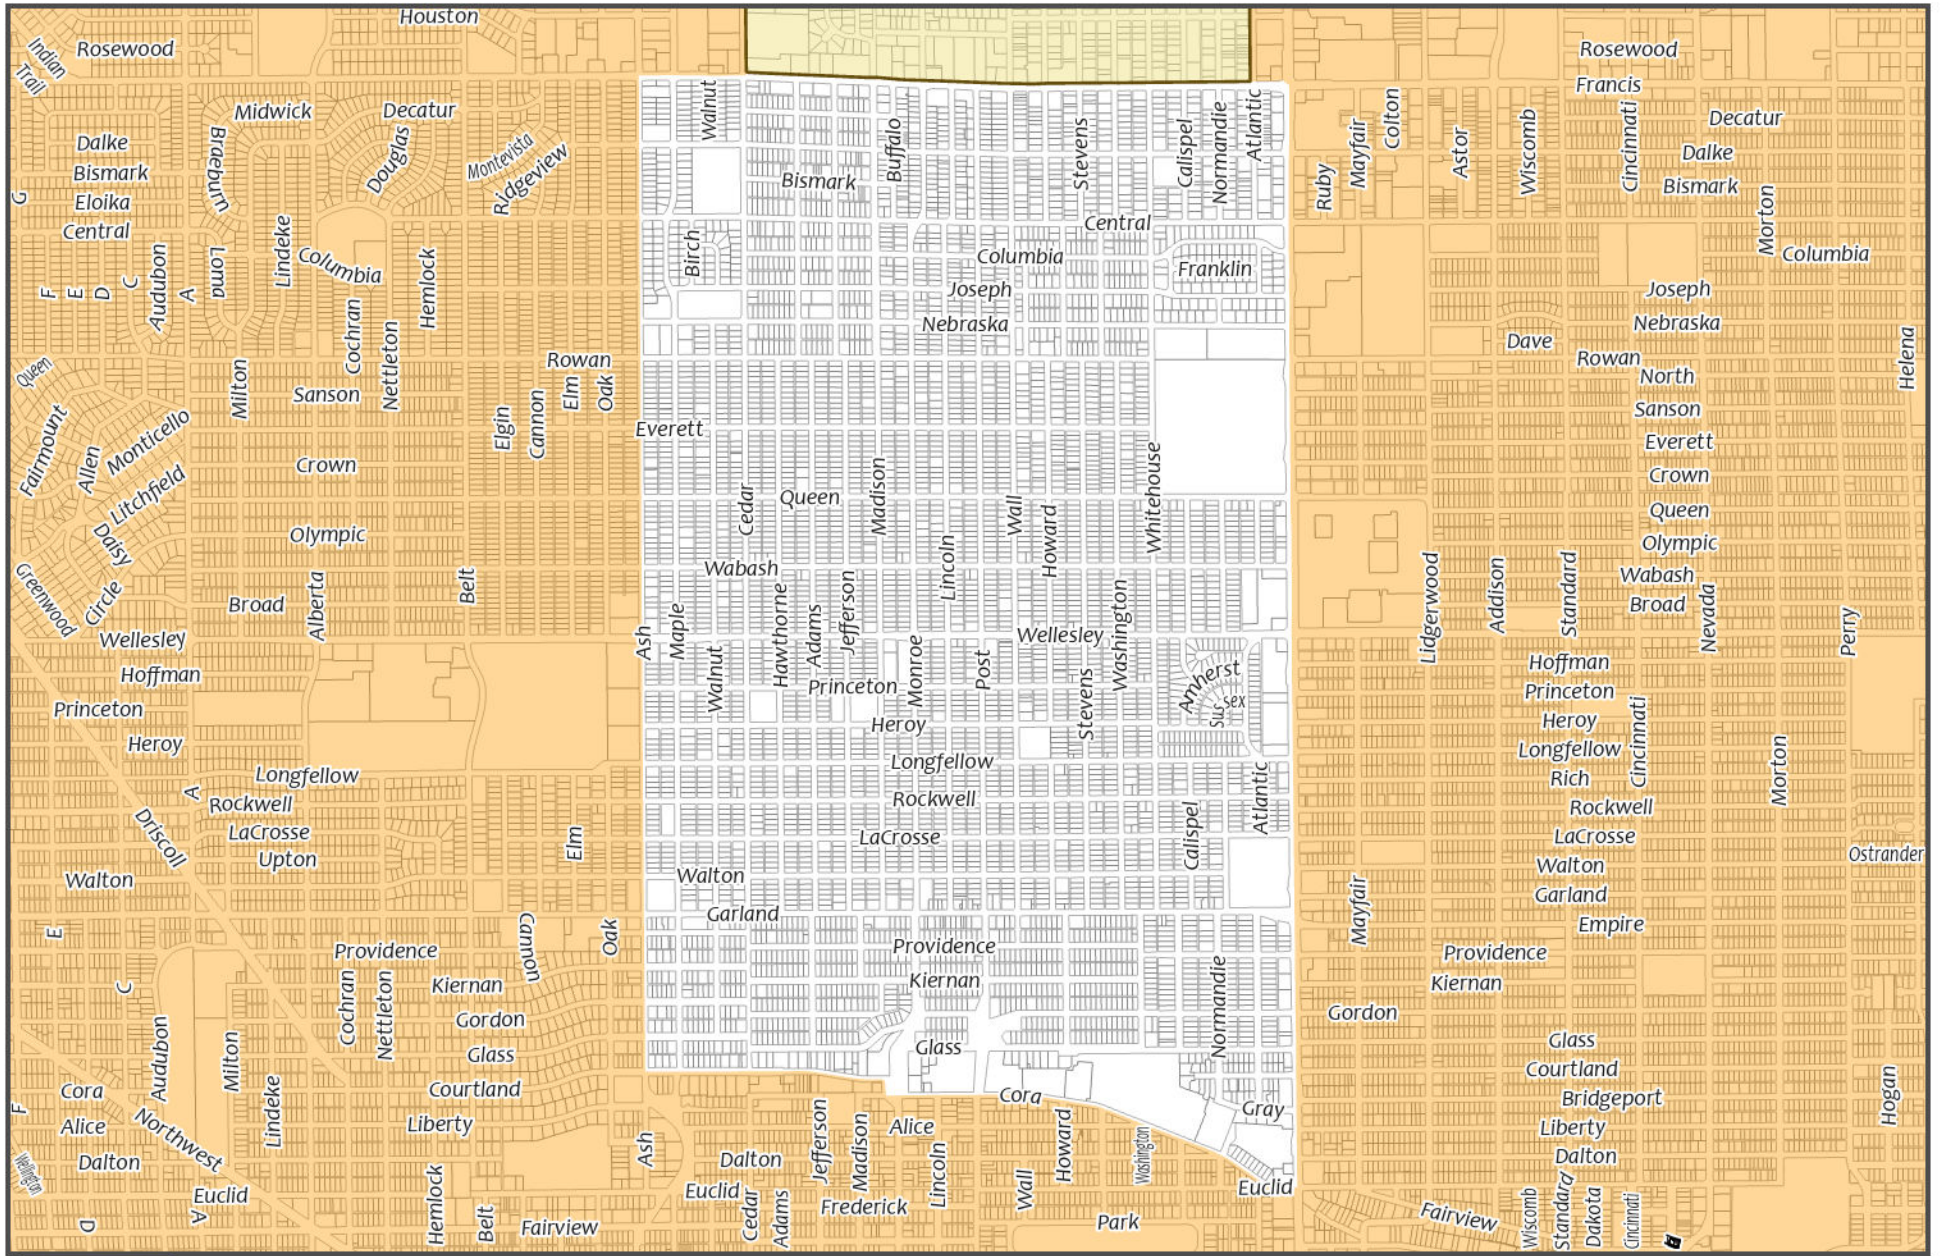 Houston
Rosewood
Rosewood
Indian
Trail
Francis
Midwick
Decatur
Walnut
Buffalo
Stevens
Calispel
Normandie
Atlantic
Colton
Mayfair
Ruby
Astor
Wiscomb
Cincinnati
Decatur
Dalke
Braeburn
Douglas
Montevista
Ridgeview
Dalke
Bismark
Bismark
Bismark
G
Eloika
Central
Central
Morton
Columbia
F
E
D
C
Audubon
A
Loma
Lindeke
Columbia
Hemlock
Birch
Columbia
Franklin
Joseph
Joseph
Nebraska
Nebraska
Cochran
Nettleton
Dave
Rowan
Rowan
Helena
Queen
Milton
Sanson
Elm
Oak
North
Sanson
Fairmount
Allen
Monticello
Elgin
Cannon
Everett
Everett
Crown
Crown
Litchfield
Cedar
Queen
Madison
Wall
Howard
Whitehouse
Queen
Daisy
Olympic
Olympic
Lincoln
Wabash
Wabash
Greenwood
Circle
Broad
Alberta
Belt
Ash
Maple
Hawthorne
Adams
Jefferson
Washington
Lidgerwood
Addison
Standard
Broad
Nevada
Perry
Wellesley
Wellesley
Walnut
Monroe
Post
Hoffman
Hoffman
Amherst
Sussex
Princeton
Princeton
Princeton
Stevens
Heroy
Heroy
Heroy
Cincinnati
Longfellow
Longfellow
Longfellow
Morton
Rich
A
Rockwell
Rockwell
Rockwell
Atlantic
Calispel
Driscoll
LaCrosse
LaCrosse
LaCrosse
Elm
Upton
Ostrander
Walton
Walton
Walton
Garland
Garland
Mayfair
E
Cannon
Oak
Empire
Providence
Providence
Providence
C
Cochran
Nettleton
Kiernan
Kiernan
Kiernan
Normandie
Audubon
Milton
Gordon
Gordon
Glass
Glass
Glass
Courtland
Courtland
Cora
Cora
Lindeke
F
Bridgeport
Hogan
Gray
Alice
Northwest
Liberty
Ash
Jefferson
Madison
Alice
Howard
Washington
Liberty
Wellington
Dalton
Dalton
Dalton
Lincoln
Wall
Euclid
Euclid
Euclid
Hemlock
Belt
Cedar
Adams
Frederick
D
A
Fairview
Park
Fairview
Wiscomb
Standard
Dakota
Cincinnati